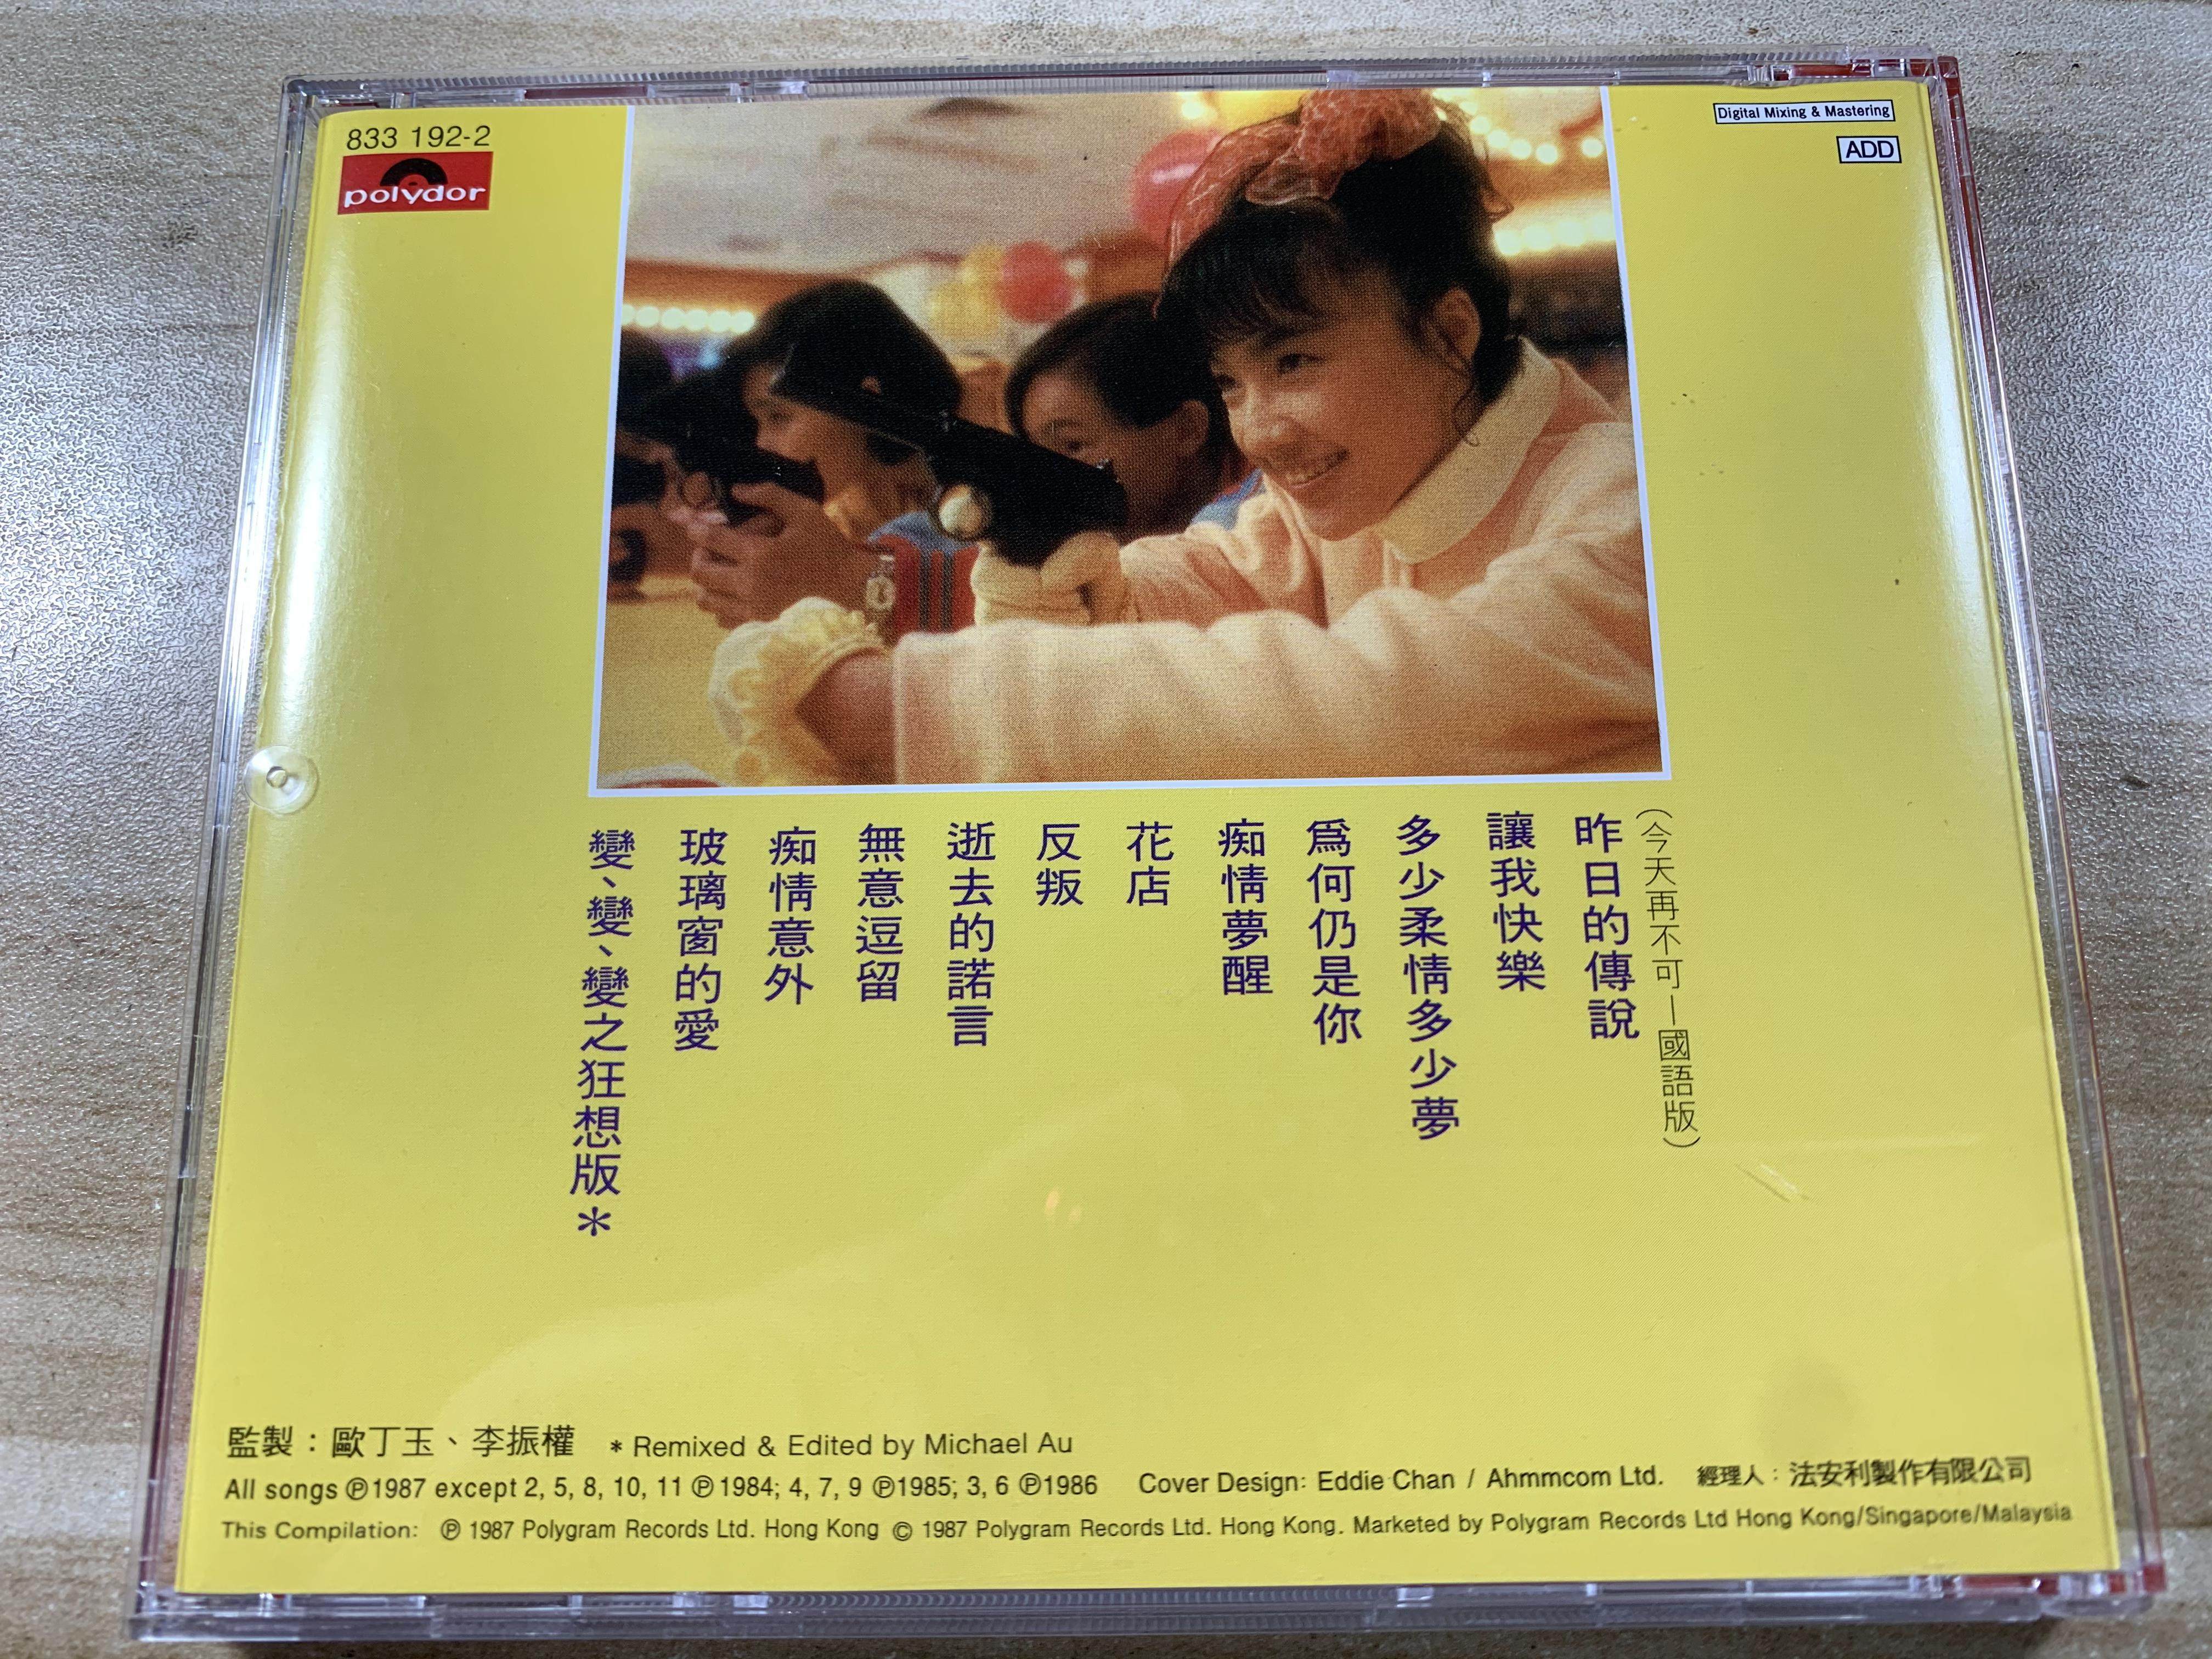 833 192-2
polydor
Digital Mixing & Mastering
ADD
昨日的傳說
(今天再不可—國語版)
讓我快樂
多少柔情多少夢
爲何仍是你
痴情夢醒
花店
反叛
逝去的諾言
無意逗留
痴情意外
玻璃窗的愛
變、變、變之狂想版*
監製：歐丁玉、李振權 * Remixed & Edited by Michael Au
All songs ℗1987 except 2, 5, 8, 10, 11 ℗1984; 4, 7, 9 ℗1985; 3, 6 ℗1986 Cover Design: Eddie Chan / Ahmmcom Ltd. 經理人：法安利製作有限公司
This Compilation: ℗ 1987 Polygram Records Ltd. Hong Kong © 1987 Polygram Records Ltd. Hong Kong. Marketed by Polygram Records Ltd Hong Kong/Singapore/Malaysia